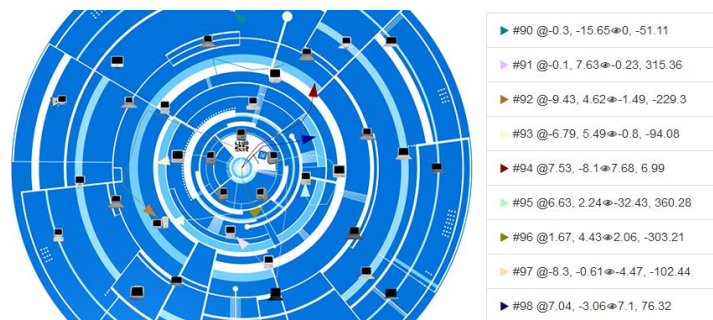 #90 @-0.3, -15.65👁0, -51.11
#91 @-0.1, 7.63👁-0.23, 315.36
#92 @-9.43, 4.62👁-1.49, -229.3
#93 @-6.79, 5.49👁-0.8, -94.08
#94 @7.53, -8.1👁7.68, 6.99
#95 @6.63, 2.24👁-32.43, 360.28
#96 @1.67, 4.43👁2.06, -303.21
#97 @-8.3, -0.61👁-4.47, -102.44
#98 @7.04, -3.06👁7.1, 76.32